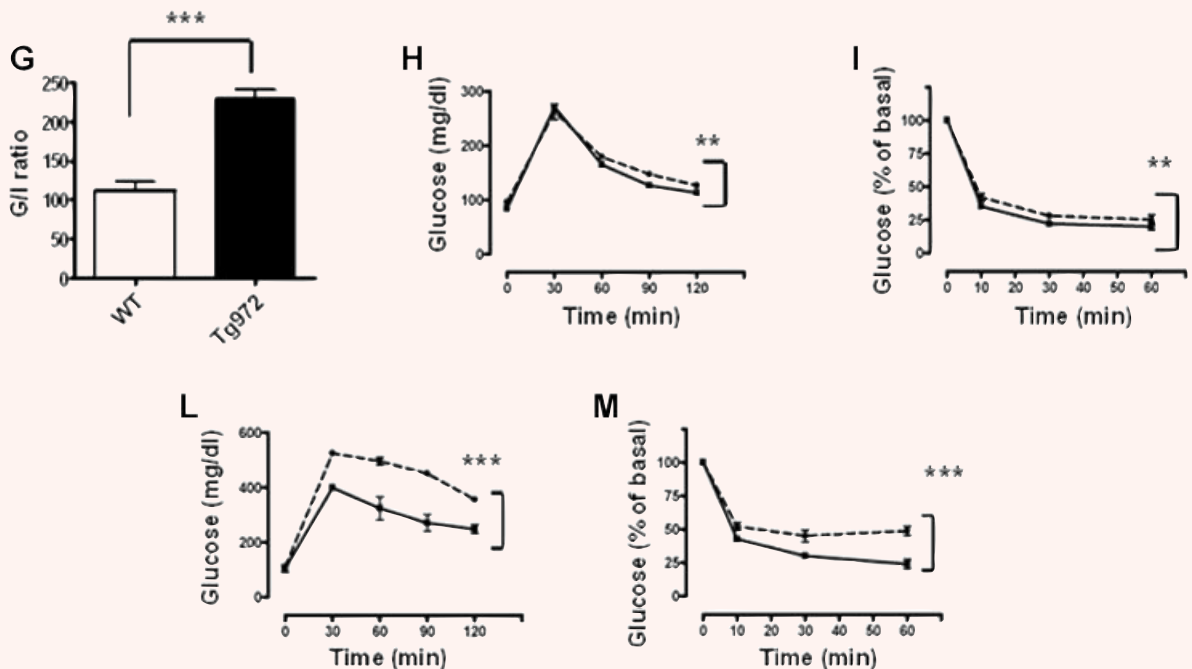 G
***
G/I ratio
250
200
150
100
50
0
WT
Tg972
H
Glucose (mg/dl)
300
200
100
0
**
0 30 60 90 120
Time (min)
I
Glucose (% of basal)
100
75
50
25
0
**
0 10 20 30 40 50 60
Time (min)
L
Glucose (mg/dl)
600
400
200
0
***
0 30 60 90 120
Time (min)
M
Glucose (% of basal)
100
75
50
25
0
***
0 10 20 30 40 50 60
Time (min)